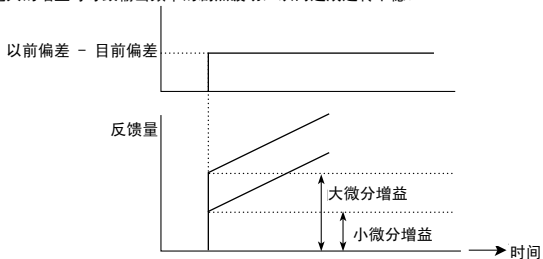 以前偏差 - 目前偏差
反馈量
大微分增益
小微分增益
时间